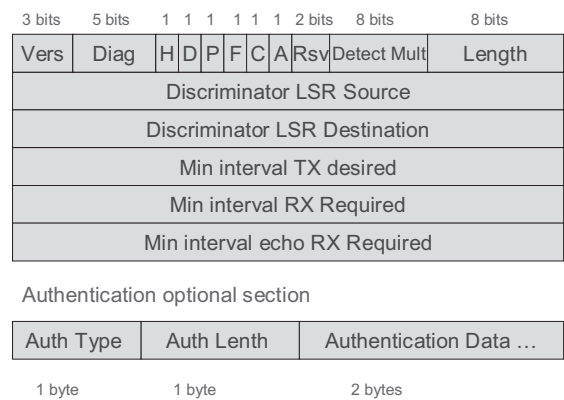 3 bits 5 bits 1 1 1 1 1 1 2 bits 8 bits 8 bits
Vers Diag H D P F C A Rsv Detect Mult Length
Discriminator LSR Source
Discriminator LSR Destination
Min interval TX desired
Min interval RX Required
Min interval echo RX Required
Authentication optional section
Auth Type Auth Lenth Authentication Data …
1 byte 1 byte 2 bytes